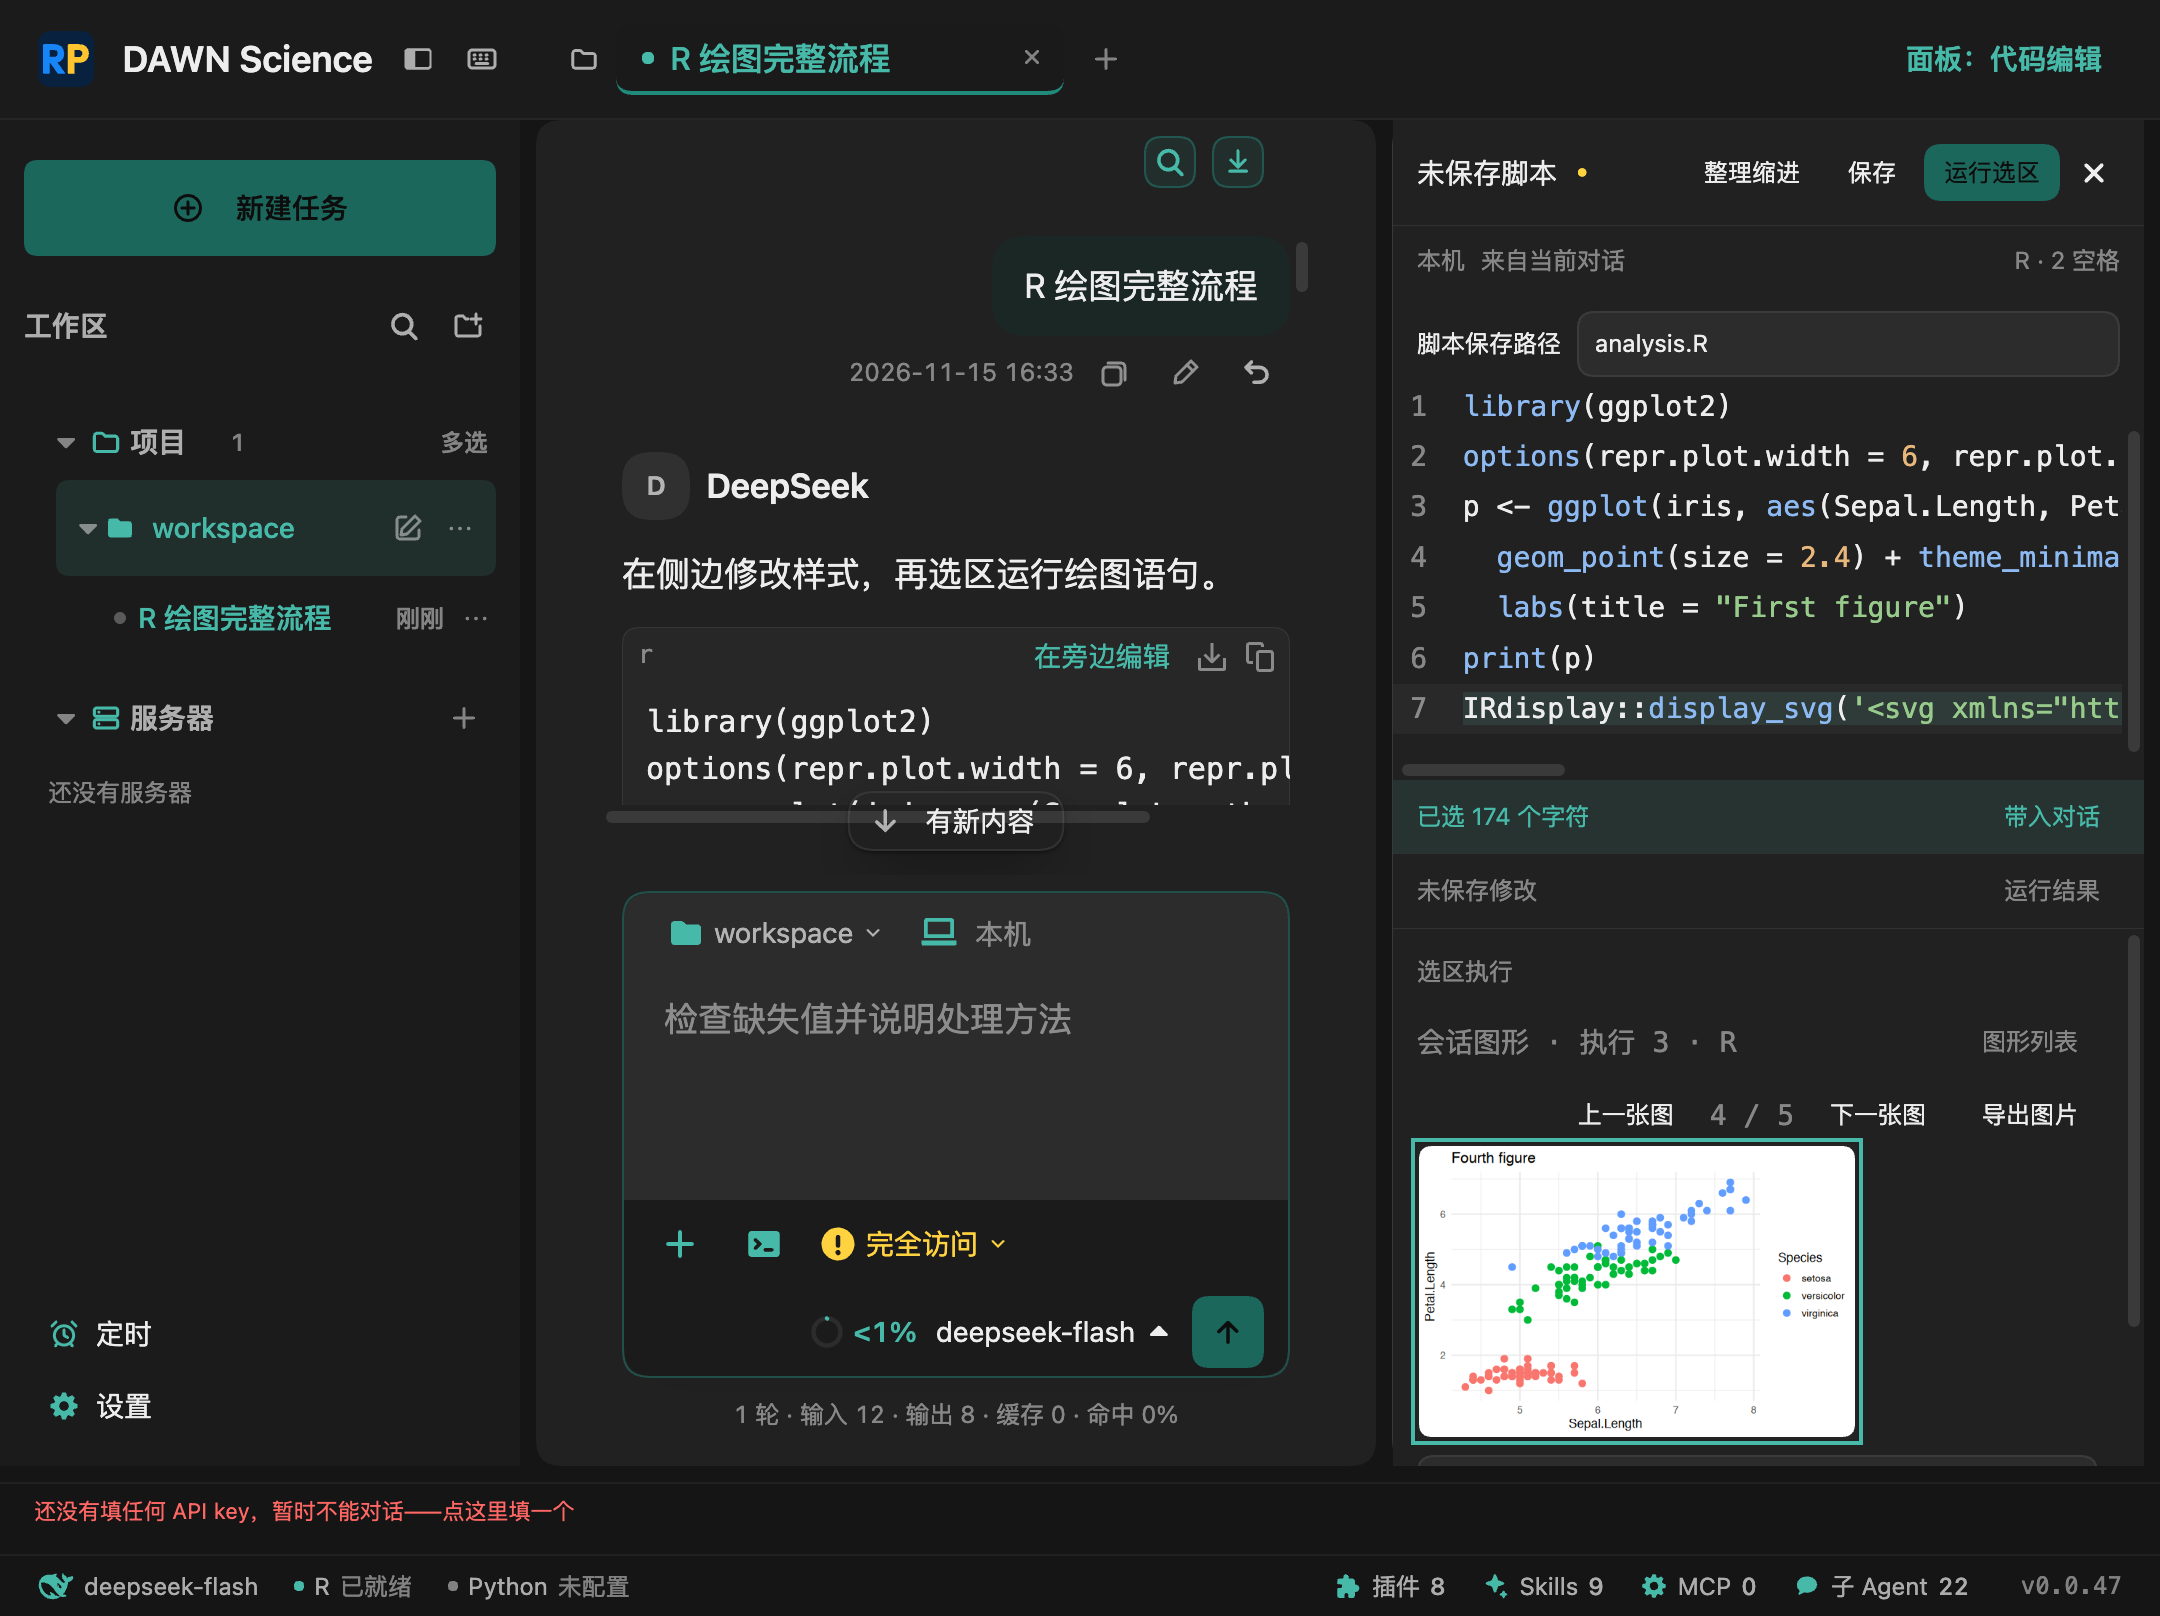 RP DAWN Science
R 绘图完整流程
面板：代码编辑
新建任务
工作区
项目 1 多选
workspace
R 绘图完整流程 刚刚
服务器
还没有服务器
定时
设置
R 绘图完整流程
2026-11-15 16:33
D DeepSeek
在侧边修改样式，再选区运行绘图语句。
r 在旁边编辑
library(ggplot2)
options(repr.plot.width = 6, repr.pl
有新内容
workspace 本机
检查缺失值并说明处理方法
完全访问
<1% deepseek-flash
1 轮 · 输入 12 · 输出 8 · 缓存 0 · 命中 0%
未保存脚本 整理缩进 保存 运行选区
本机 来自当前对话 R · 2 空格
脚本保存路径 analysis.R
1 library(ggplot2)
2 options(repr.plot.width = 6, repr.plot.
3 p <- ggplot(iris, aes(Sepal.Length, Pet
4 geom_point(size = 2.4) + theme_minima
5 labs(title = "First figure")
6 print(p)
7 IRdisplay::display_svg('<svg xmlns="htt
已选 174 个字符 带入对话
未保存修改 运行结果
选区执行
会话图形 · 执行 3 · R 图形列表
上一张图 4 / 5 下一张图 导出图片
Fourth figure
Petal.Length
6
4
2
5 6 7 8
Sepal.Length
Species
setosa
versicolor
virginica
还没有填任何 API key，暂时不能对话——点这里填一个
deepseek-flash R 已就绪 Python 未配置
插件 8 Skills 9 MCP 0 子 Agent 22 v0.0.47